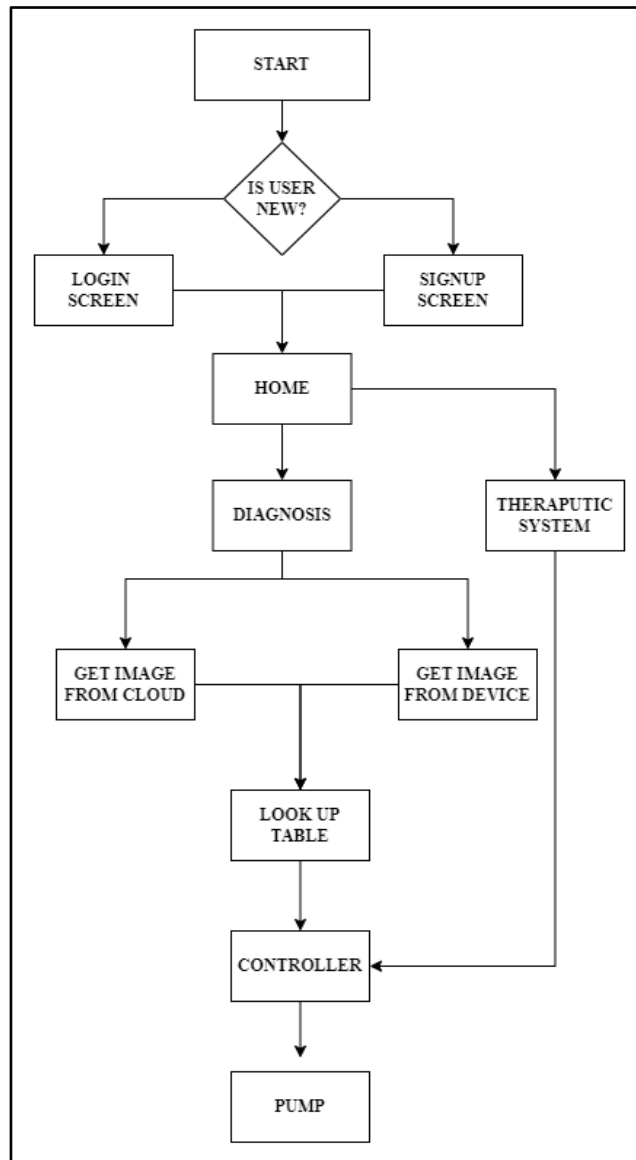 START
IS USER
NEW?
LOGIN
SCREEN
SIGNUP
SCREEN
HOME
DIAGNOSIS
THERAPUTIC
SYSTEM
GET IMAGE
FROM CLOUD
GET IMAGE
FROM DEVICE
LOOK UP
TABLE
CONTROLLER
PUMP